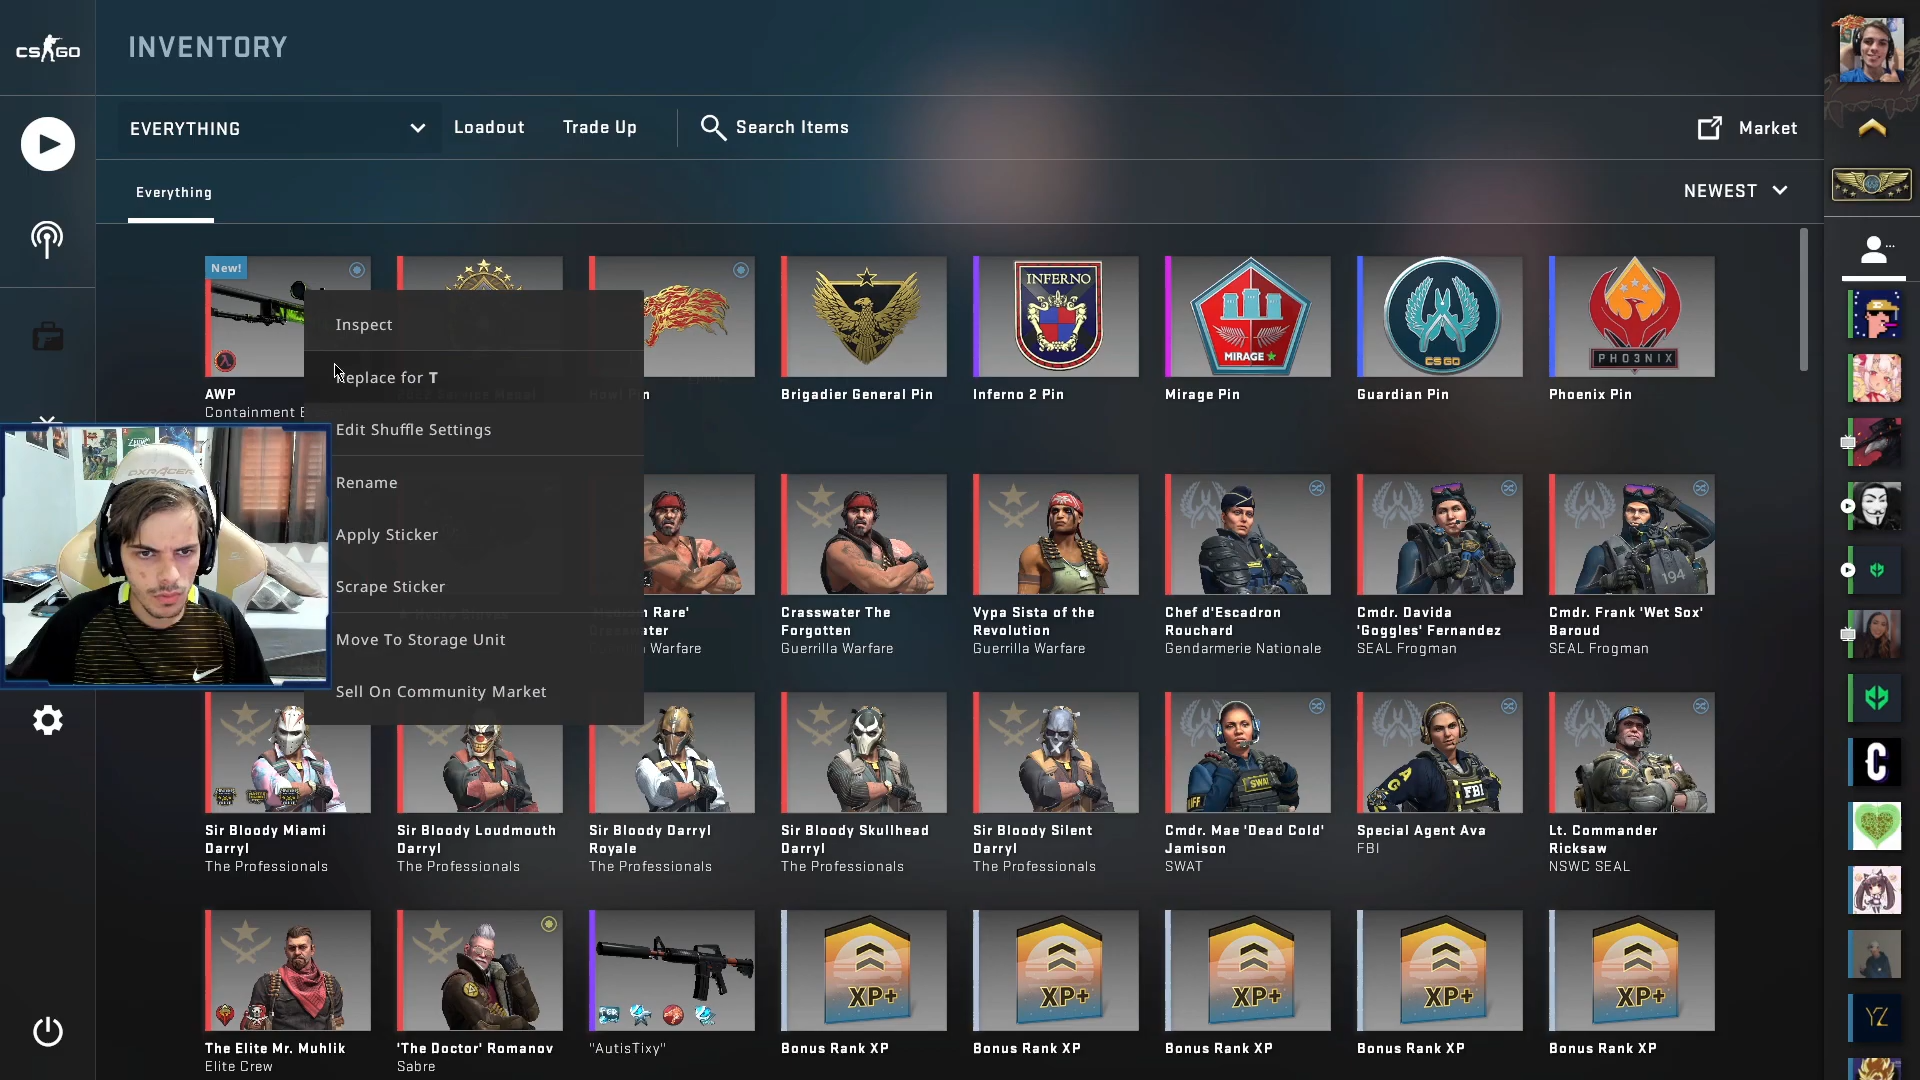 CS GO
INVENTORY
EVERYTHING
Loadout
Trade Up
Search Items
Market
Everything
NEWEST
New!
INFERNO
MIRAGE
CS GO
PHO3NIX
Inspect
Replace for T
Edit Shuffle Settings
Rename
Apply Sticker
Scrape Sticker
Move To Storage Unit
Sell On Community Market
AWP
Containment B
Brigadier General Pin
Inferno 2 Pin
Mirage Pin
Guardian Pin
Phoenix Pin
DXRACER
194
Crasswater The
Forgotten
Guerrilla Warfare
Vypa Sista of the
Revolution
Guerrilla Warfare
Chef d'Escadron
Rouchard
Gendarmerie Nationale
Cmdr. Davida
'Goggles' Fernandez
SEAL Frogman
Cmdr. Frank 'Wet Sox'
Baroud
SEAL Frogman
SWAT
FBI
Sir Bloody Miami
Darryl
The Professionals
Sir Bloody Loudmouth
Darryl
The Professionals
Sir Bloody Darryl
Royale
The Professionals
Sir Bloody Skullhead
Darryl
The Professionals
Sir Bloody Silent
Darryl
The Professionals
Cmdr. Mae 'Dead Cold'
Jamison
SWAT
Special Agent Ava
FBI
Lt. Commander
Ricksaw
NSWC SEAL
XP+
XP+
XP+
XP+
XP+
YZ
The Elite Mr. Muhlik
Elite Crew
'The Doctor' Romanov
Sabre
"AutisTixy"
Bonus Rank XP
Bonus Rank XP
Bonus Rank XP
Bonus Rank XP
Bonus Rank XP